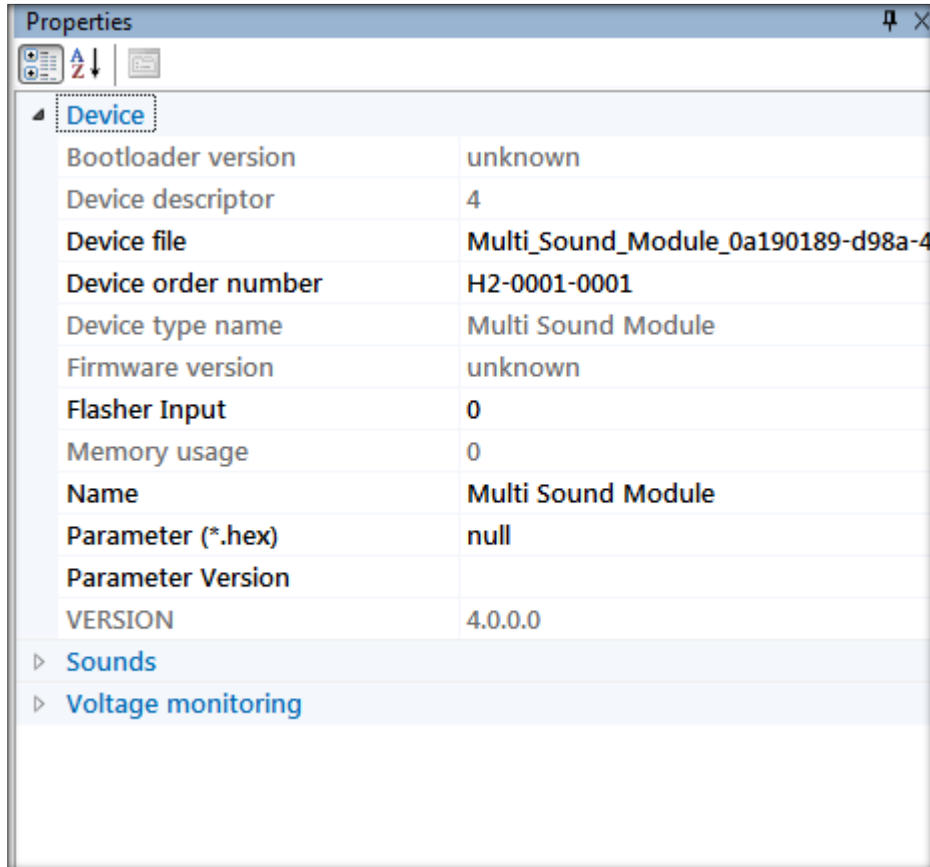 Properties
Device
Bootloader version unknown
Device descriptor 4
Device file Multi_Sound_Module_0a190189-d98a-4
Device order number H2-0001-0001
Device type name Multi Sound Module
Firmware version unknown
Flasher Input 0
Memory usage 0
Name Multi Sound Module
Parameter (*.hex) null
Parameter Version
VERSION 4.0.0.0
Sounds
Voltage monitoring